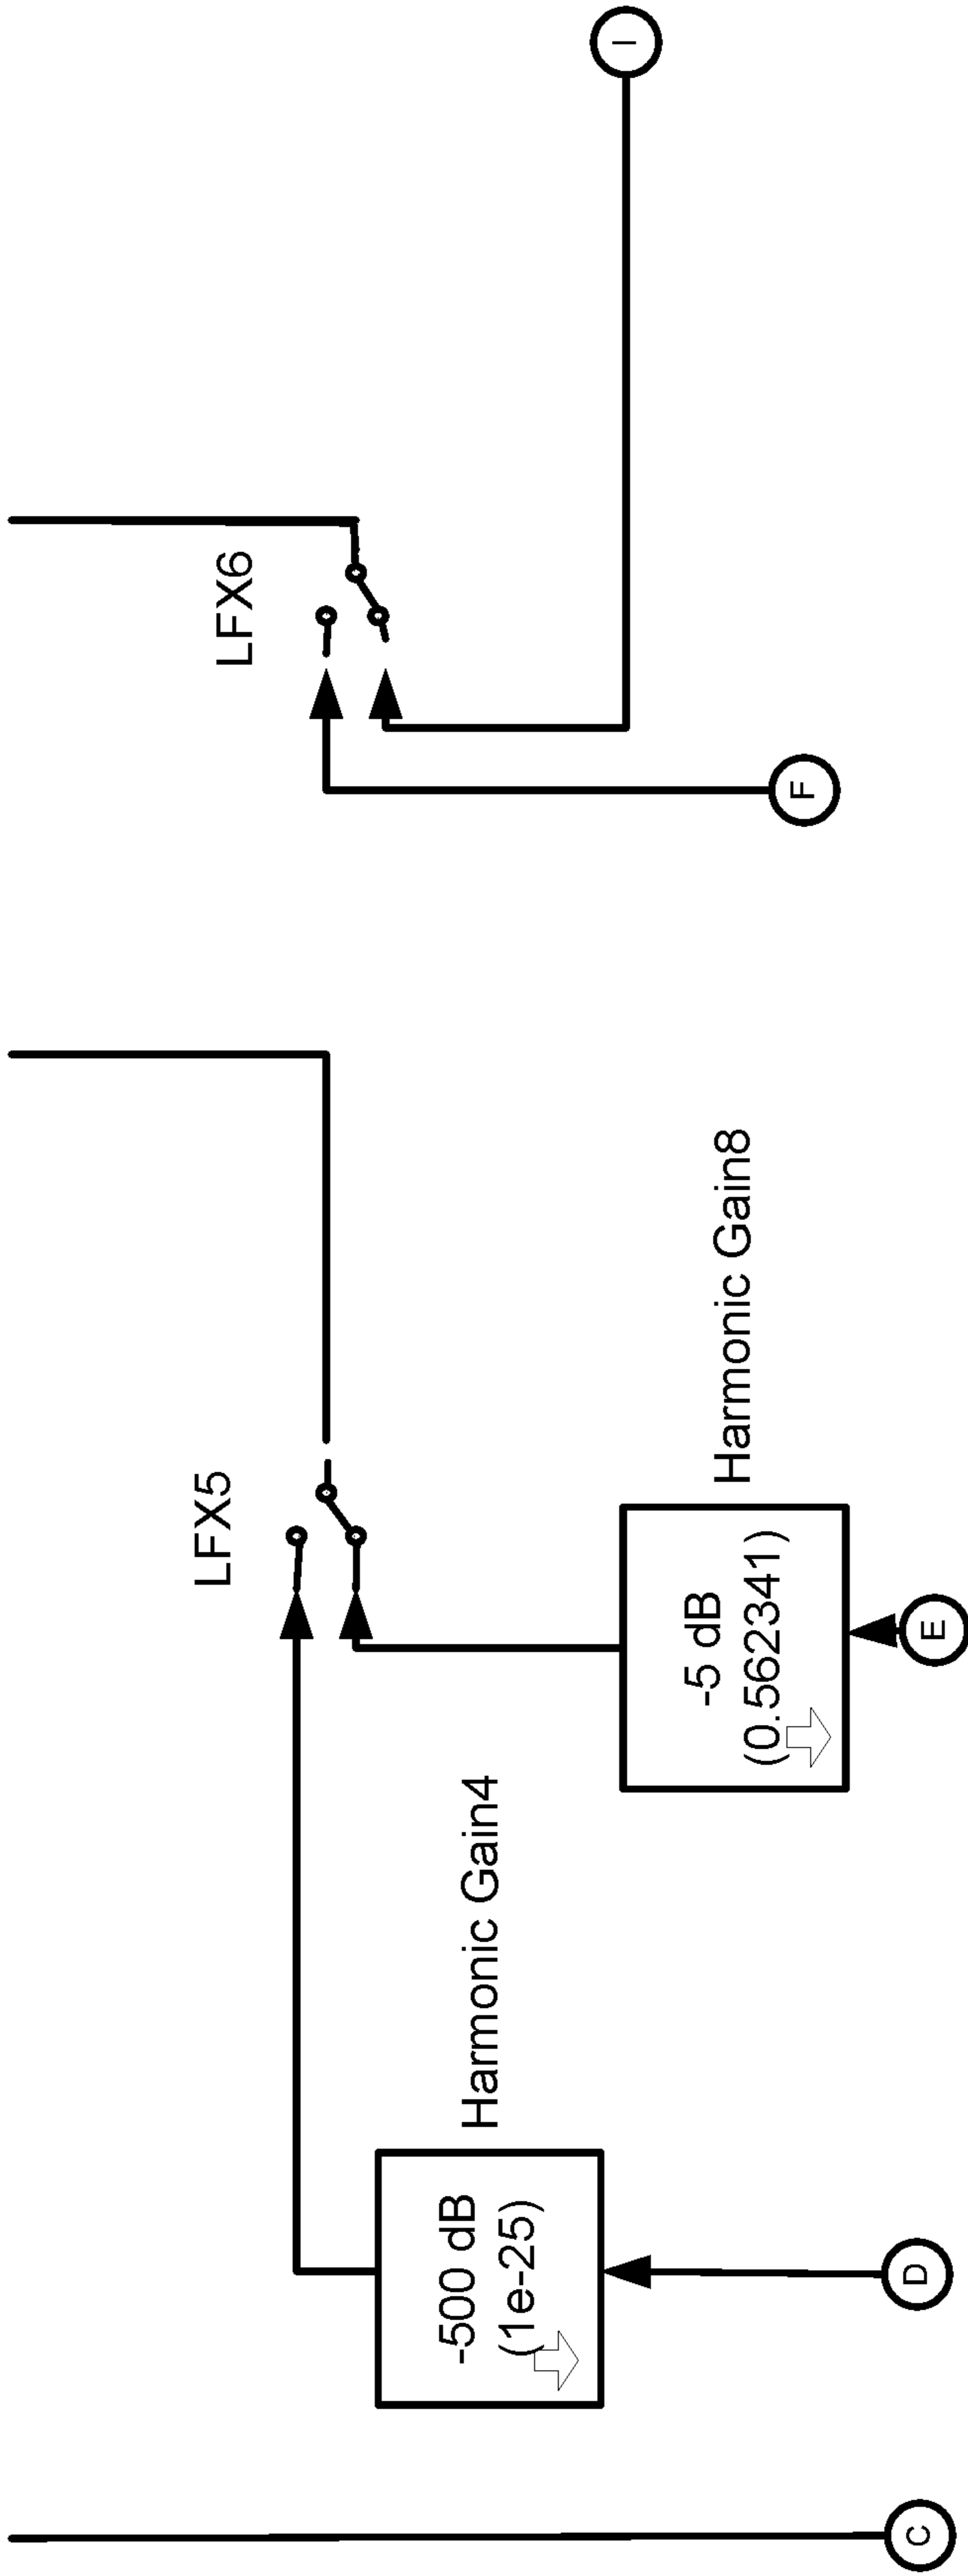 C
D
-500 dB
(1e-25)
Harmonic Gain4
E
-5 dB
(0.562341)
Harmonic Gain8
LFX5
F
LFX6
I